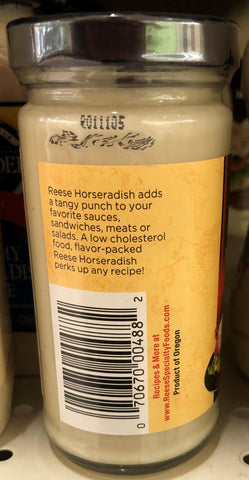 Reese Horseradish adds
a tangy punch to your
favorite sauces,
sandwiches, meats or
salads. A low cholesterol
food, flavor-packed
Reese Horseradish
perks up any recipe!
0 70670 00488 2
Recipes & More at
www.ReeseSpecialtyFoods.com
Product of Oregon